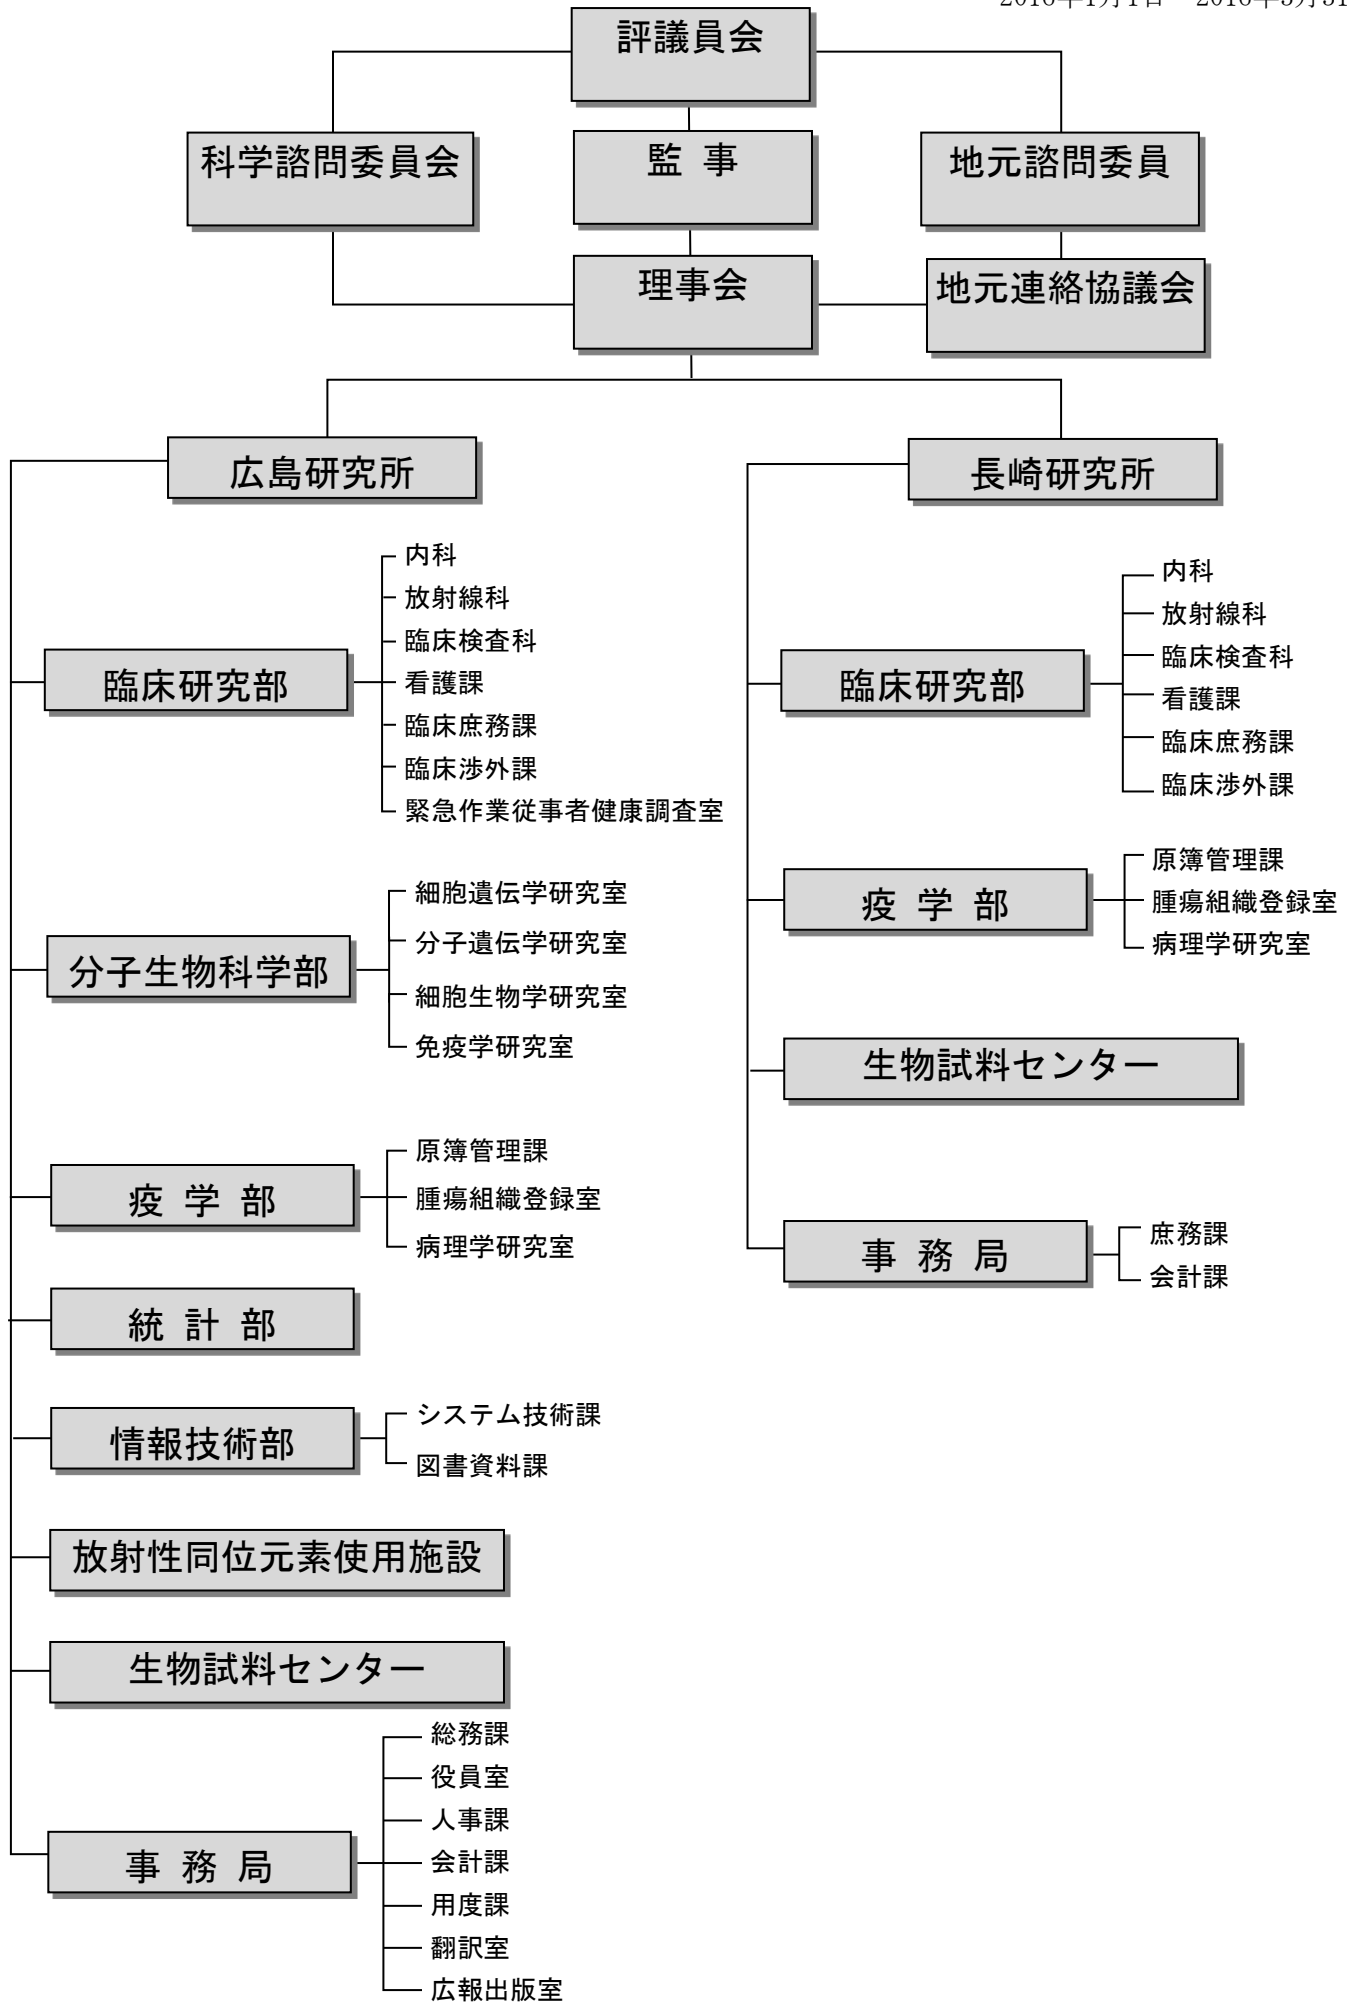 評議員会
科学諮問委員会
監 事
地元諮問委員
理事会
地元連絡協議会
広島研究所
臨床研究部
内科
放射線科
臨床検査科
看護課
臨床庶務課
臨床渉外課
緊急作業従事者健康調査室
分子生物科学部
細胞遺伝学研究室
分子遺伝学研究室
細胞生物学研究室
免疫学研究室
疫 学 部
原簿管理課
腫瘍組織登録室
病理学研究室
統 計 部
情報技術部
システム技術課
図書資料課
放射性同位元素使用施設
生物試料センター
事 務 局
総務課
役員室
人事課
会計課
用度課
翻訳室
広報出版室
長崎研究所
臨床研究部
内科
放射線科
臨床検査科
看護課
臨床庶務課
臨床渉外課
疫 学 部
原簿管理課
腫瘍組織登録室
病理学研究室
生物試料センター
事 務 局
庶務課
会計課